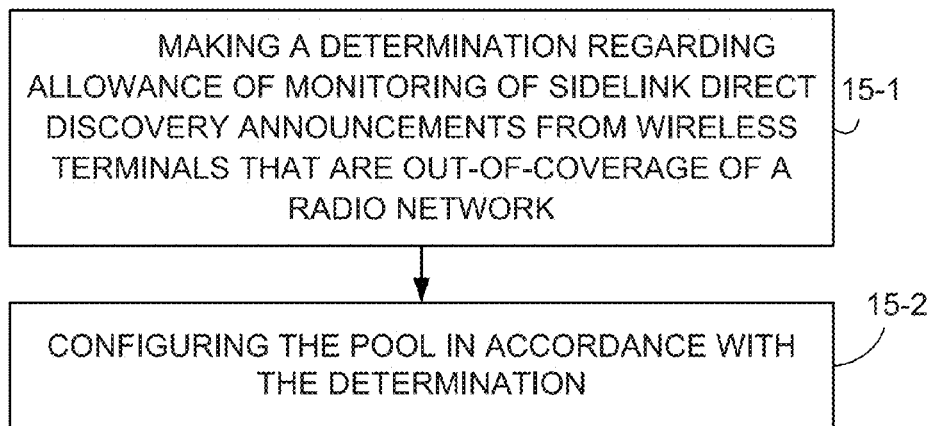 MAKING A DETERMINATION REGARDING
ALLOWANCE OF MONITORING OF SIDELINK DIRECT
DISCOVERY ANNOUNCEMENTS FROM WIRELESS
TERMINALS THAT ARE OUT-OF-COVERAGE OF A
RADIO NETWORK
15-1
CONFIGURING THE POOL IN ACCORDANCE WITH
THE DETERMINATION
15-2